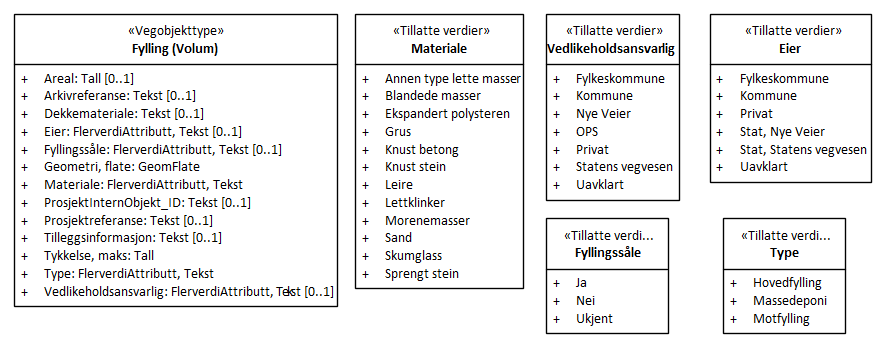 «Vegobjekttype»
Fylling (Volum)
+ Areal: Tall [0..1]
+ Arkivreferanse: Tekst [0..1]
+ Dekkemateriale: Tekst [0..1]
+ Eier: FlerverdiAttributt, Tekst [0..1]
+ Fyllingssåle: FlerverdiAttributt, Tekst [0..1]
+ Geometri, flate: GeomFlate
+ Materiale: FlerverdiAttributt, Tekst
+ ProsjektInternObjekt_ID: Tekst [0..1]
+ Prosjektreferanse: Tekst [0..1]
+ Tilleggsinformasjon: Tekst [0..1]
+ Tykkelse, maks: Tall
+ Type: FlerverdiAttributt, Tekst
+ Vedlikeholdsansvarlig: FlerverdiAttributt, Tekst [0..1]
«Tillatte verdier»
Materiale
+ Annen type lette masser
+ Blandede masser
+ Ekspandert polysteren
+ Grus
+ Knust betong
+ Knust stein
+ Leire
+ Lettklinker
+ Morenemasser
+ Sand
+ Skumglass
+ Sprengt stein
«Tillatte verdier»
Vedlikeholdsansvarlig
+ Fylkeskommune
+ Kommune
+ Nye Veier
+ OPS
+ Privat
+ Statens vegvesen
+ Uavklart
«Tillatte verdier»
Eier
+ Fylkeskommune
+ Kommune
+ Privat
+ Stat, Nye Veier
+ Stat, Statens vegvesen
+ Uavklart
«Tillatte verdi...
Fyllingssåle
+ Ja
+ Nei
+ Ukjent
«Tillatte verdi...
Type
+ Hovedfylling
+ Massedeponi
+ Motfylling